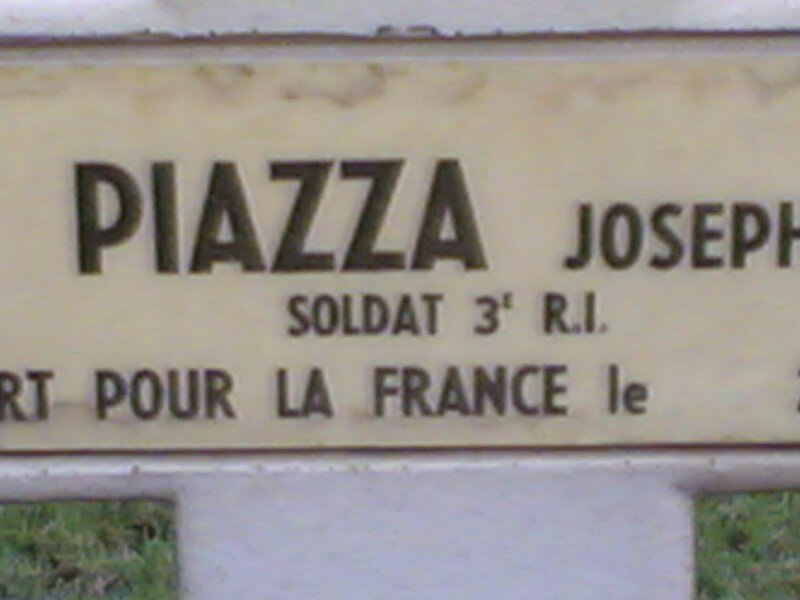 PIAZZA JOSEPH
SOLDAT 3ᵉ R.I.
RT POUR LA FRANCE le